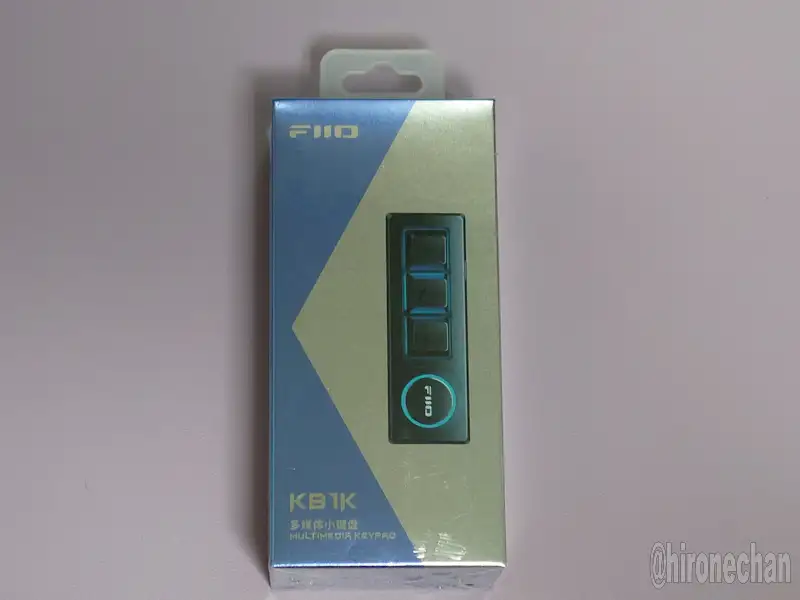 FIIO
FIIO
KB1K
多媒体小键盘
MULTIMEDIA KEYPAD
@hironechan